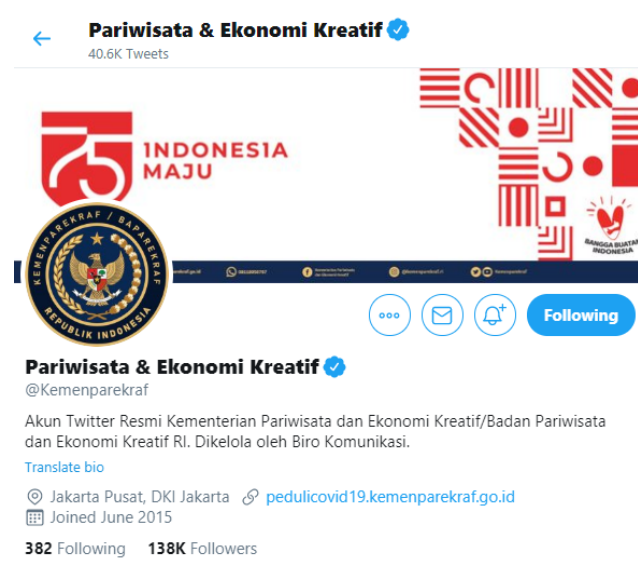 Pariwisata & Ekonomi Kreatif
40.6K Tweets
75 INDONESIA
MAJU
BANGGA BUATAN
INDONESIA
KEMENPAREKRAF / BAPAREKRAF
REPUBLIK INDONESIA
Following
Pariwisata & Ekonomi Kreatif
@Kemenparekraf
Akun Twitter Resmi Kementerian Pariwisata dan Ekonomi Kreatif/Badan Pariwisata
dan Ekonomi Kreatif RI. Dikelola oleh Biro Komunikasi.
Translate bio
Jakarta Pusat, DKI Jakarta pedulicovid19.kemenparekraf.go.id
Joined June 2015
382 Following 138K Followers